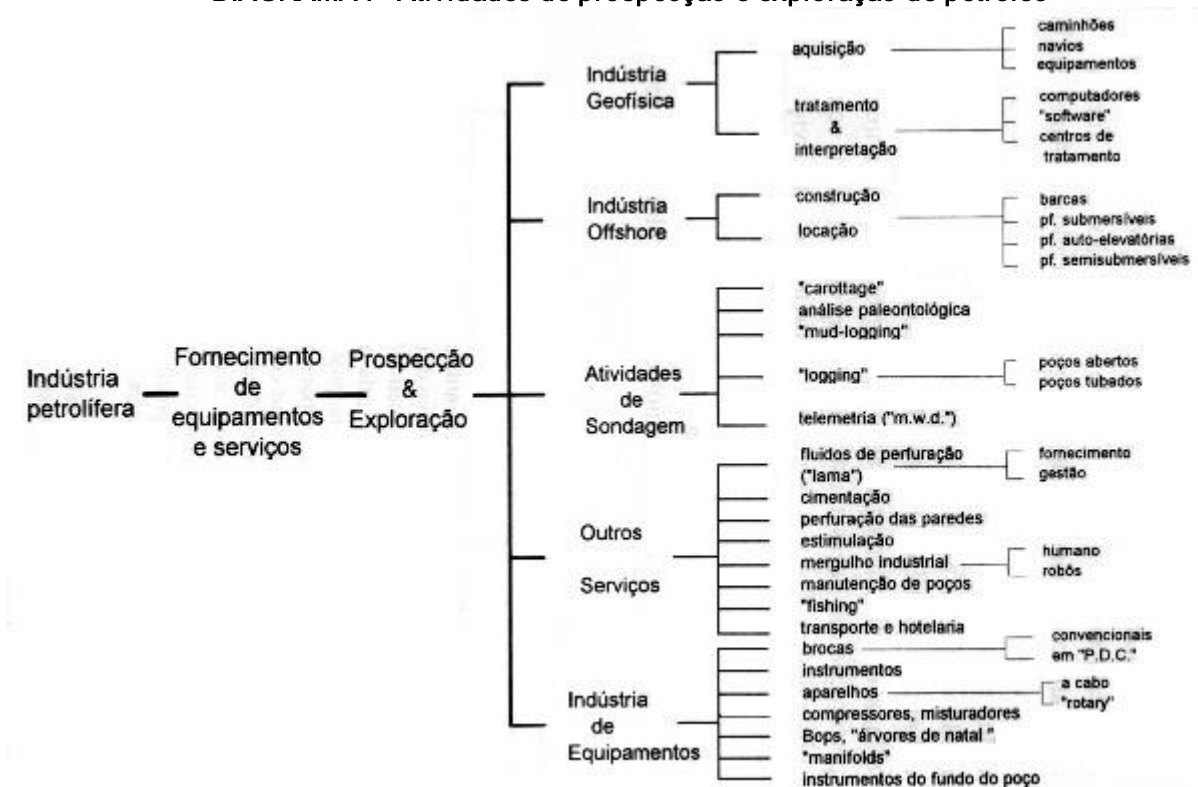 caminhões
aquisição
navios
equipamentos
Indústria
Geofísica
computadores
tratamento
"software"
&
centros de
interpretação
tratamento
construção
barcas
Indústria
Offshore
pf. submersíveis
locação
pf. auto-elevatórias
pf. semisubmersíveis
"carottage"
análise paleontológica
"mud-logging"
Indústria
petrolífera
Fornecimento
de
equipamentos
e serviços
Prospecção
&
Exploração
Atividades
de
Sondagem
"logging"
poços abertos
poços tubados
telemetria ("m.w.d.")
fluidos de perfuração
("lama")
fornecimento
gestão
cimentação
perfuração das paredes
Outros
Serviços
estimulação
mergulho industrial
humano
robôs
manutenção de poços
"fishing"
transporte e hotelaria
brocas
convencionais
em "P.D.C."
instrumentos
aparelhos
a cabo
"rotary"
Indústria
de
Equipamentos
compressores, misturadores
Bops, "árvores de natal "
"manifolds"
instrumentos do fundo do poço